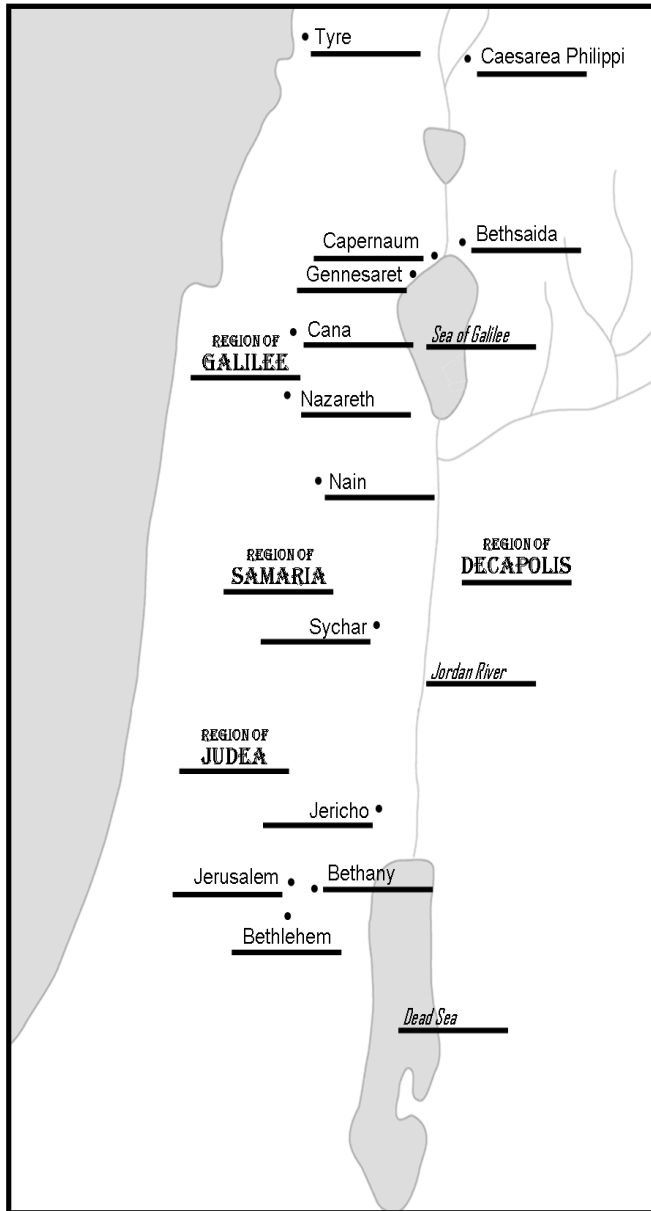 Tyre
Caesarea Philippi
Bethsaida
Capernaum
Gennesaret
Cana
Sea of Galilee
REGION OF
GALILEE
Nazareth
Nain
REGION OF
DECAPOLIS
REGION OF
SAMARIA
Sychar
Jordan River
REGION OF
JUDEA
Jericho
Jerusalem
Bethany
Bethlehem
Dead Sea